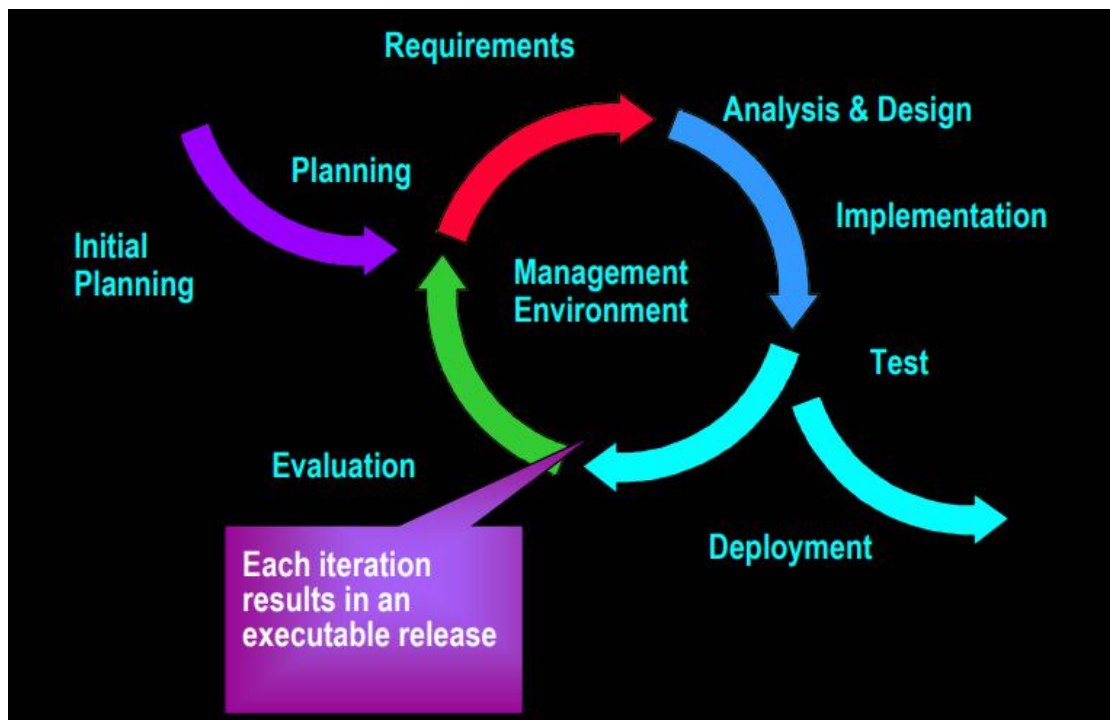 Requirements
Analysis & Design
Planning
Implementation
Initial
Planning
Management
Environment
Test
Evaluation
Deployment
Each iteration
results in an
executable release